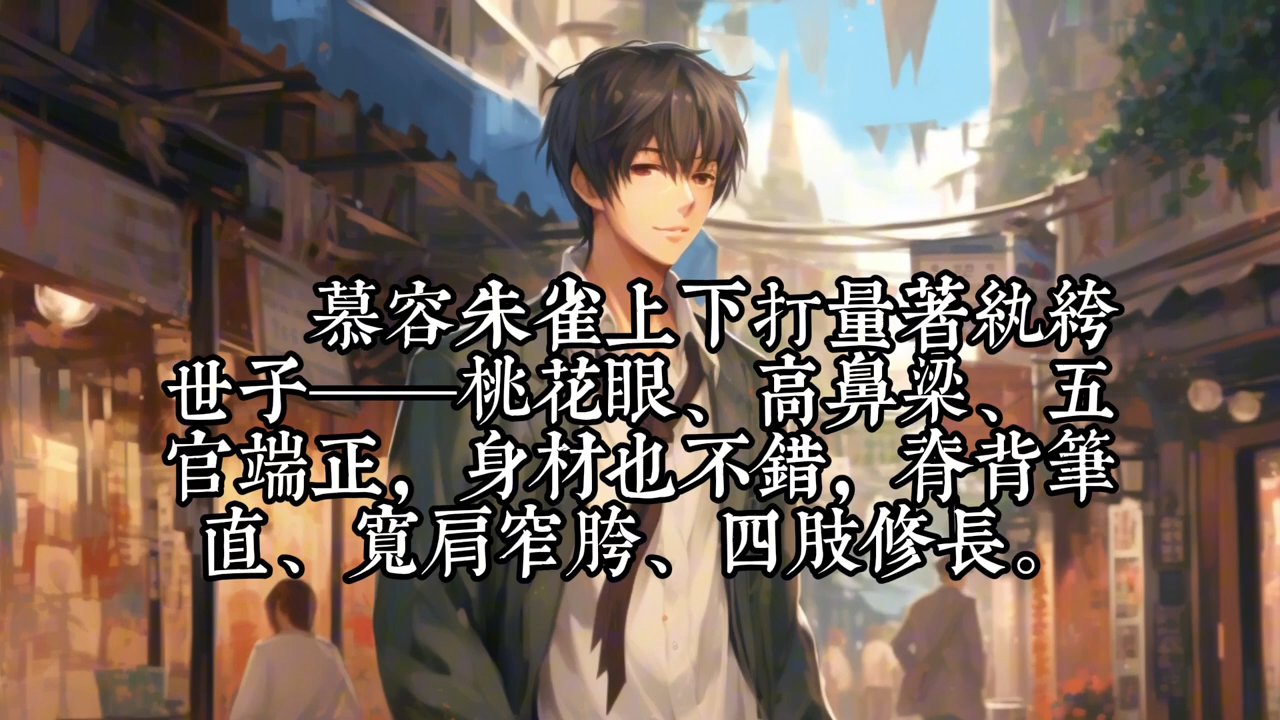 慕容朱雀上下打量著紈絝
世子——桃花眼、高鼻梁、五
官端正，身材也不錯，脊背筆
直、寬肩窄胯、四肢修長。